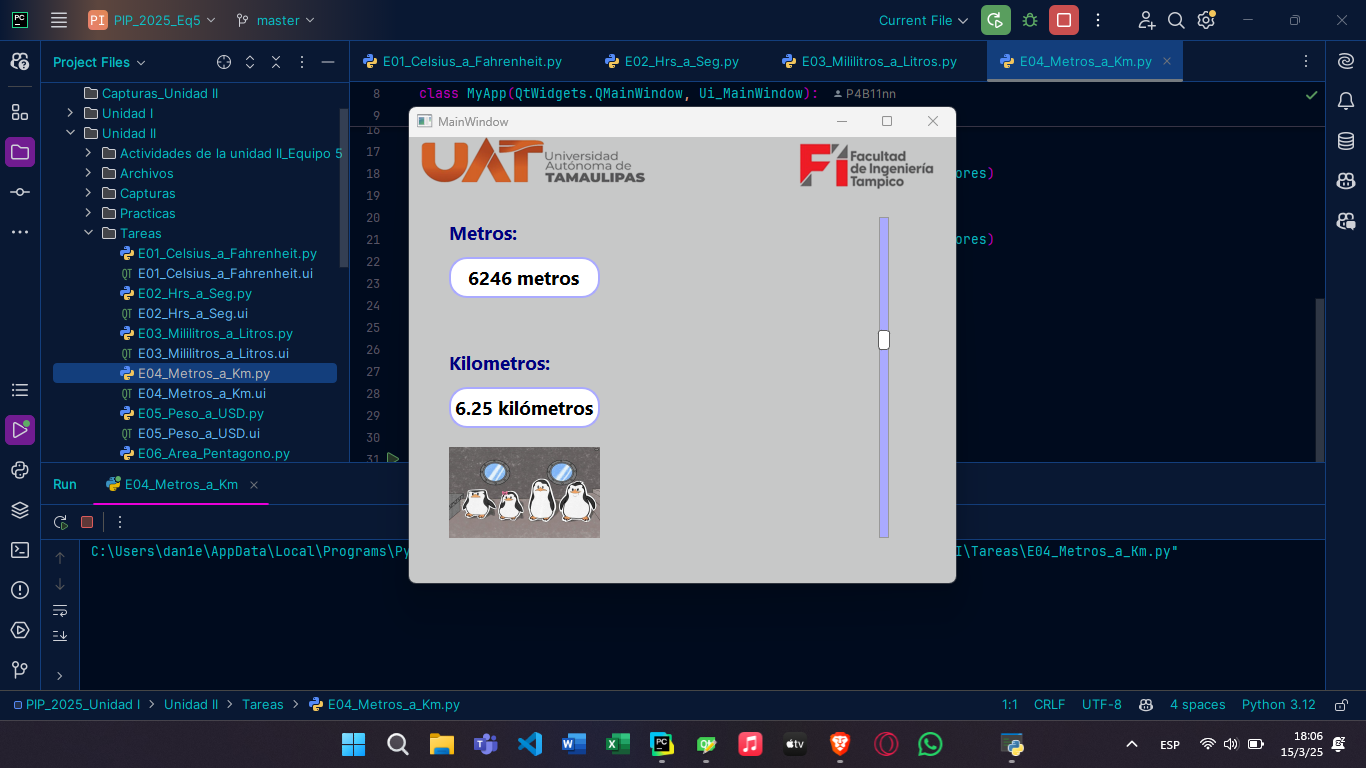 PC
PI PIP_2025_Eq5 master Current File
Project Files
E01_Celsius_a_Fahrenheit.py E02_Hrs_a_Seg.py E03_Mililitros_a_Litros.py E04_Metros_a_Km.py
Capturas_Unidad II
Unidad I
Unidad II
Actividades de la unidad II_Equipo 5
Archivos
Capturas
Practicas
Tareas
E01_Celsius_a_Fahrenheit.py
QT E01_Celsius_a_Fahrenheit.ui
E02_Hrs_a_Seg.py
QT E02_Hrs_a_Seg.ui
E03_Mililitros_a_Litros.py
QT E03_Mililitros_a_Litros.ui
E04_Metros_a_Km.py
QT E04_Metros_a_Km.ui
E05_Peso_a_USD.py
QT E05_Peso_a_USD.ui
E06_Area_Pentagono.py
8 class MyApp(QtWidgets.QMainWindow, Ui_MainWindow): P4B11nn
9
16
17
18 ores)
19
20
21 ores)
22
23
24
25
26
27
28
29
30
31
MainWindow
UAT Universidad
Autónoma de
TAMAULIPAS
Fi Facultad
de Ingeniería
Tampico
Metros:
6246 metros
Kilometros:
6.25 kilómetros
Run E04_Metros_a_Km
C:\Users\dan1e\AppData\Local\Programs\Py I\Tareas\E04_Metros_a_Km.py"
PIP_2025_Unidad I > Unidad II > Tareas > E04_Metros_a_Km.py 1:1 CRLF UTF-8 4 spaces Python 3.12
tv
ESP
18:06
15/3/25